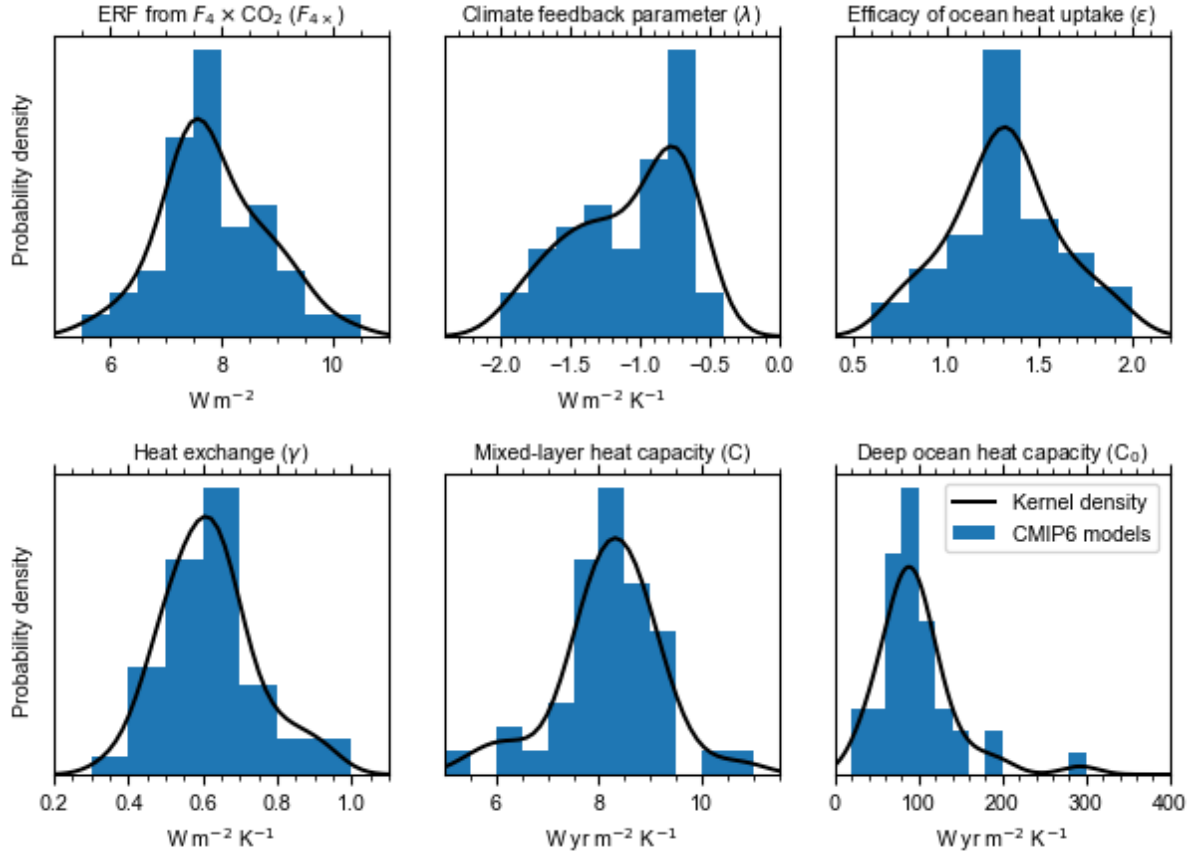 ERF from F₄ × CO₂ (F₄ₓ)
Climate feedback parameter (λ)
Efficacy of ocean heat uptake (ε)
Probability density
6 8 10
−2.0 −1.5 −1.0 −0.5 0.0
0.5 1.0 1.5 2.0
W m⁻²
W m⁻² K⁻¹
Heat exchange (γ)
Mixed-layer heat capacity (C)
Deep ocean heat capacity (C₀)
Probability density
Kernel density
CMIP6 models
0.2 0.4 0.6 0.8 1.0
6 8 10
0 100 200 300 400
W m⁻² K⁻¹
W yr m⁻² K⁻¹
W yr m⁻² K⁻¹